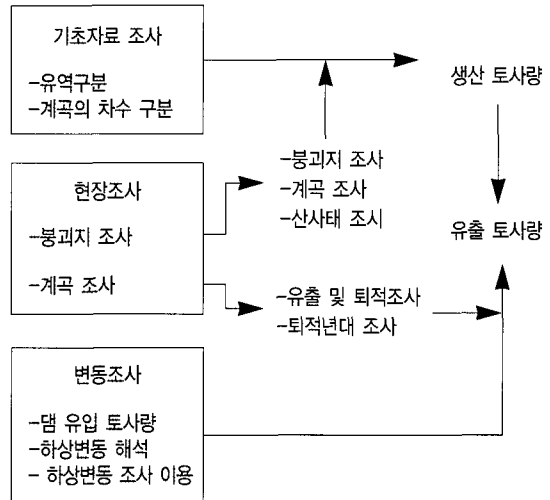 기초자료 조사
-유역구분
-계곡의 차수 구분
생산 토사량
현장조사
-붕괴지 조사
-계곡 조사
-붕괴지 조사
-계곡 조사
-산사태 조시
유출 토사량
-유출 및 퇴적조사
-퇴적년대 조사
변동조사
-댐 유입 토사량
-하상변동 해석
- 하상변동 조사 이용